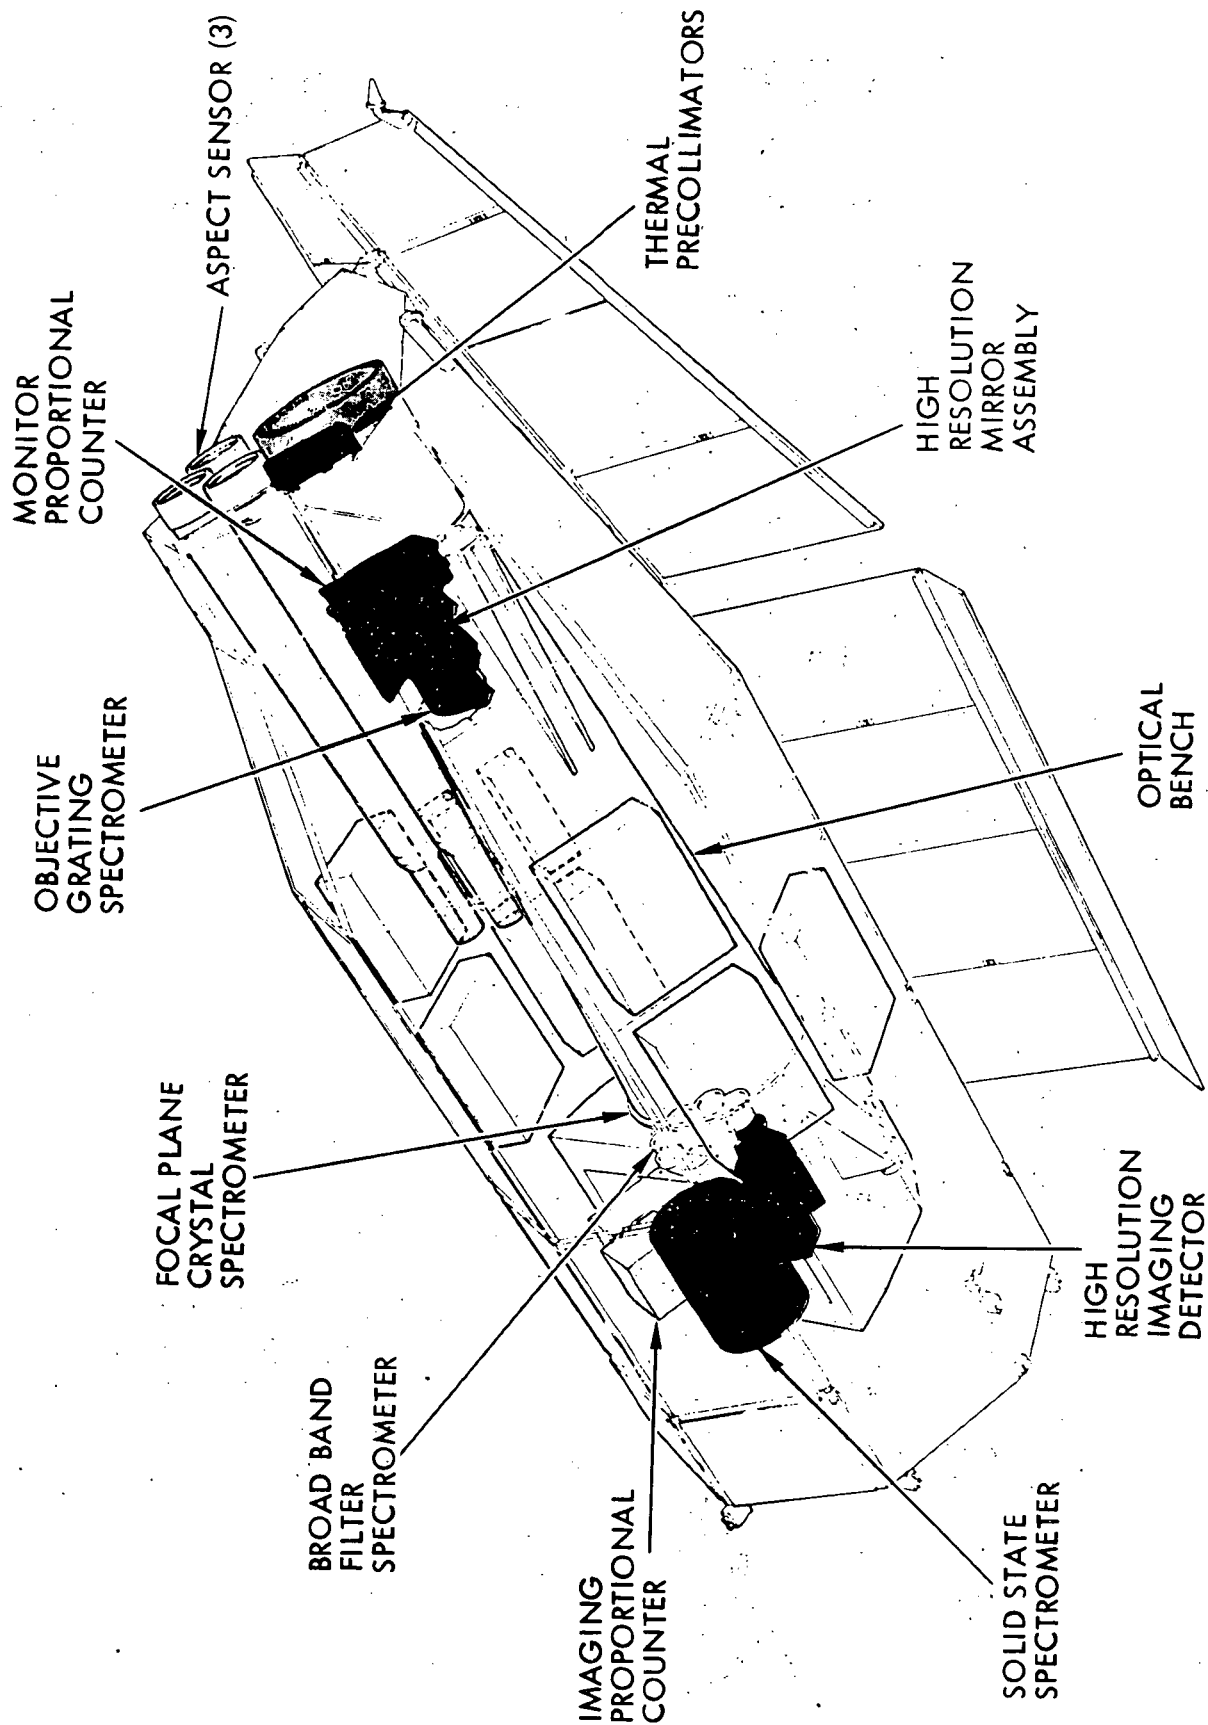 IMAGING
PROPORTIONAL
COUNTER
BROAD BAND
FILTER
SPECTROMETER
FOCAL PLANE
CRYSTAL
SPECTROMETER
OBJECTIVE
GRATING
SPECTROMETER
MONITOR
PROPORTIONAL
COUNTER
ASPECT SENSOR (3)
THERMAL
PRECOLLIMATORS
HIGH
RESOLUTION
MIRROR
ASSEMBLY
OPTICAL
BENCH
HIGH
RESOLUTION
IMAGING
DETECTOR
SOLID STATE
SPECTROMETER